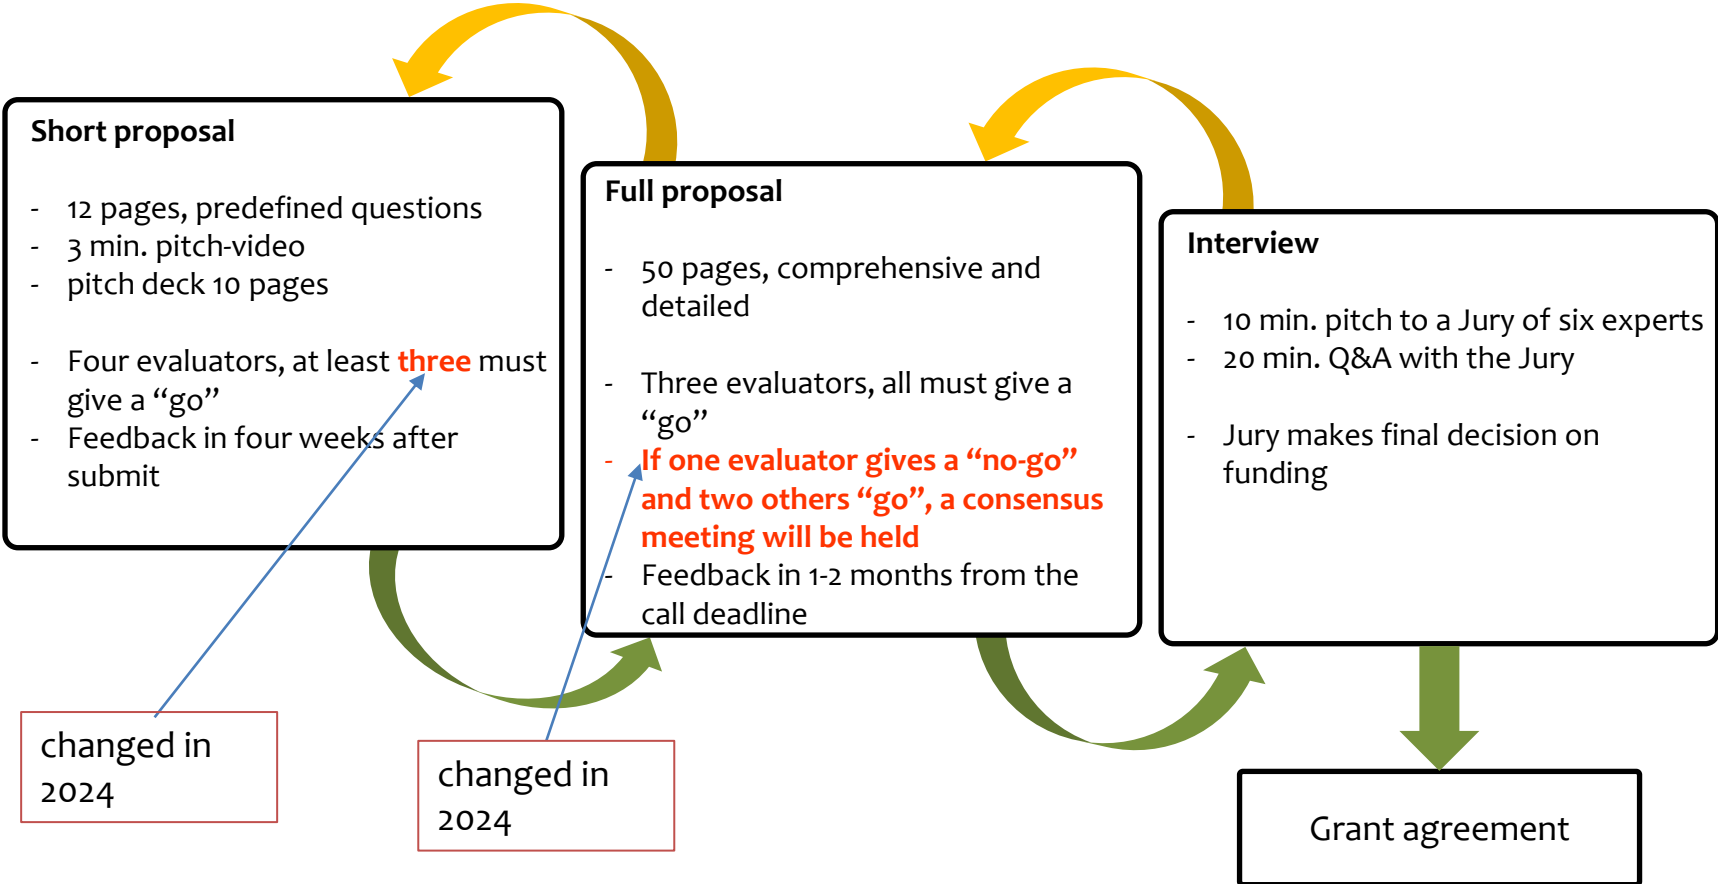 Short proposal
- 12 pages, predefined questions
- 3 min. pitch-video
- pitch deck 10 pages
- Four evaluators, at least three must
give a “go”
- Feedback in four weeks after
submit
Full proposal
- 50 pages, comprehensive and
detailed
- Three evaluators, all must give a
“go”
- If one evaluator gives a “no-go”
and two others “go”, a consensus
meeting will be held
- Feedback in 1-2 months from the
call deadline
Interview
- 10 min. pitch to a Jury of six experts
- 20 min. Q&A with the Jury
- Jury makes final decision on
funding
changed in
2024
changed in
2024
Grant agreement